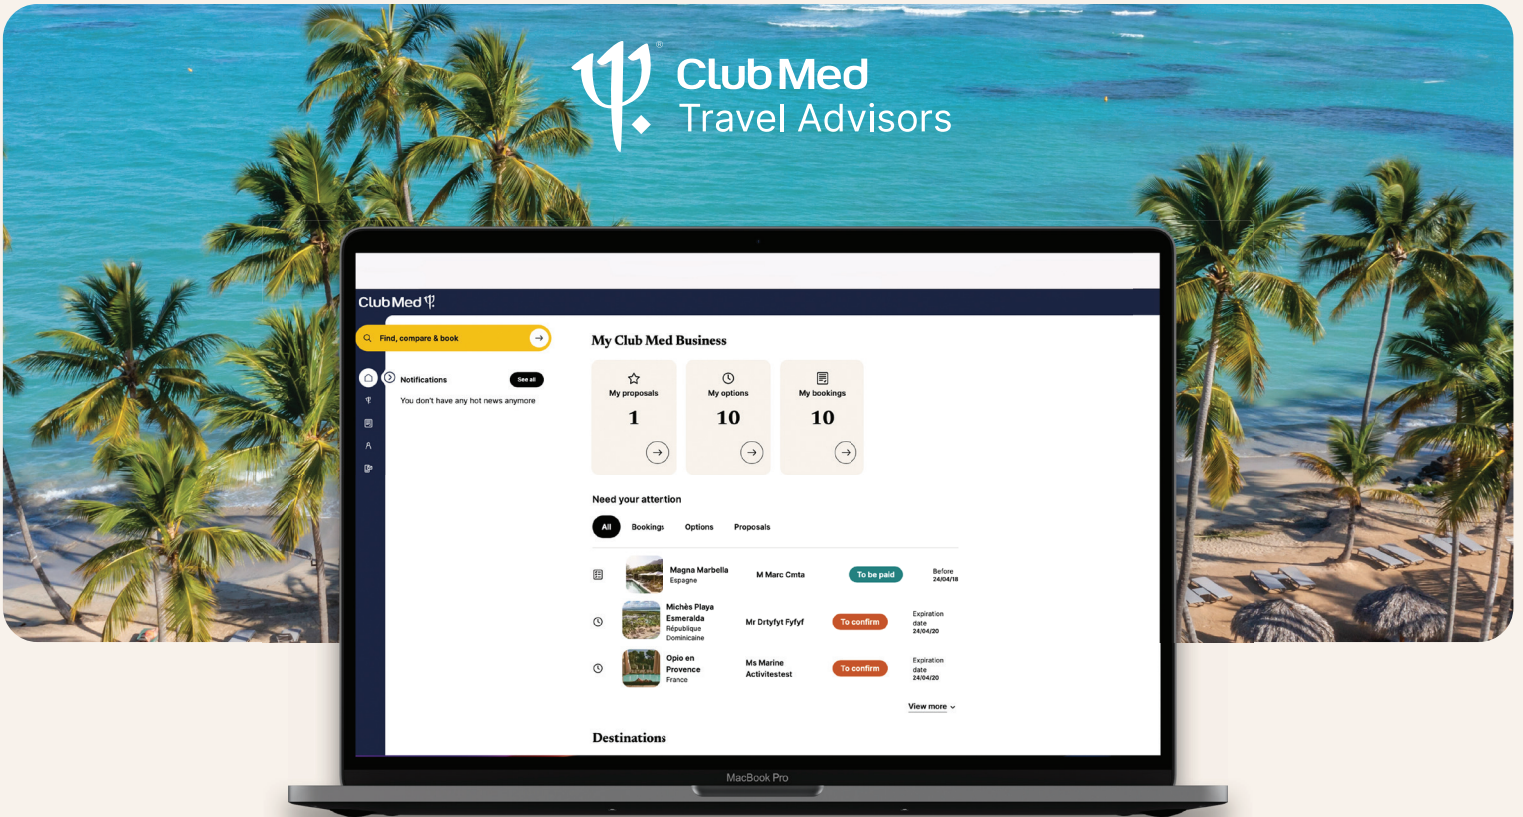 ®
Club Med
Travel Advisors
Club Med
Find, compare & book
Notifications
See all
You don't have any hot news anymore
My Club Med Business
My proposals
1
My options
10
My bookings
10
Need your attertion
All
Bookings
Options
Proposals
Magna Marbella
Espagne
M Marc Cmta
To be paid
Before
24/04/18
Michès Playa
Esmeralda
République
Dominicaine
Mr Drtyfyt Fyfyf
To confirm
Expiration
date
24/04/20
Opio en
Provence
France
Ms Marine
Activitestest
To confirm
Expiration
date
24/04/20
View more
Destinations
MacBook Pro